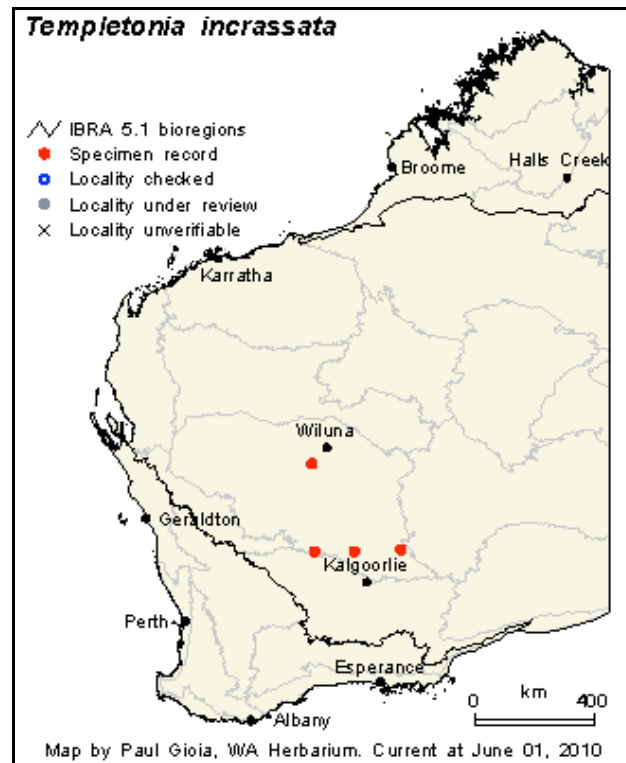 Templetonia incrassata
IBRA 5.1 bioregions
Specimen record
Locality checked
Locality under review
Locality unverifiable
Broome
Halls Creek
Karratha
Wiluna
Geraldton
Kalgoorlie
Perth
Esperance
Albany
km
0 400
Map by Paul Gioia, WA Herbarium. Current at June 01, 2010